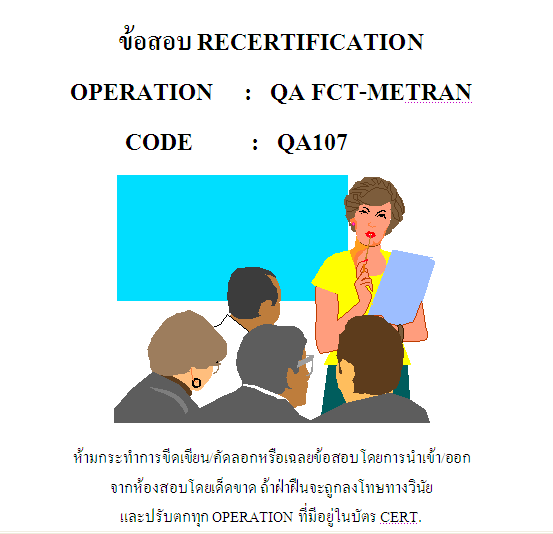 ข้อสอบ RECERTIFICATION
OPERATION : QA FCT-METRAN
CODE : QA107
ห้ามกระทำการขีดเขียน/คัดลอกหรือเฉลยข้อสอบโดยการนำเข้า/ออก
จากห้องสอบโดยเด็ดขาด ถ้าฝ่าฝืนจะถูกลงโทษทางวินัย
และปรับตกทุก OPERATION ที่มีอยู่ในบัตร CERT.